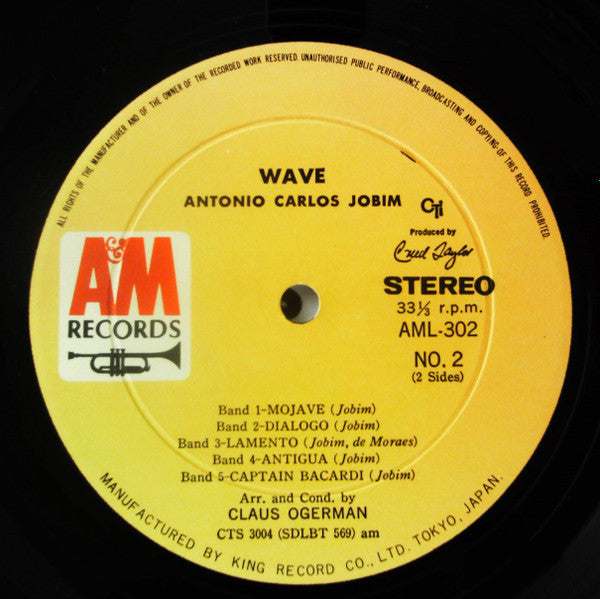 ALL RIGHTS OF THE MANUFACTURER AND OF THE OWNER OF THE RECORDED WORK RESERVED. UNAUTHORISED PUBLIC PERFORMANCE, BROADCASTING AND COPYING OF THIS RECORD PROHIBITED.
WAVE
ANTONIO CARLOS JOBIM
CTi
Produced by
Creed Taylor
A&M
RECORDS
STEREO
33⅓ r.p.m.
AML-302
NO. 2
(2 Sides)
Band 1-MOJAVE (Jobim)
Band 2-DIALOGO (Jobim)
Band 3-LAMENTO (Jobim, de Moraes)
Band 4-ANTIGUA (Jobim)
Band 5-CAPTAIN BACARDI (Jobim)
Arr. and Cond. by
CLAUS OGERMAN
CTS 3004 (SDLBT 569) am
MANUFACTURED BY KING RECORD CO., LTD. TOKYO, JAPAN.